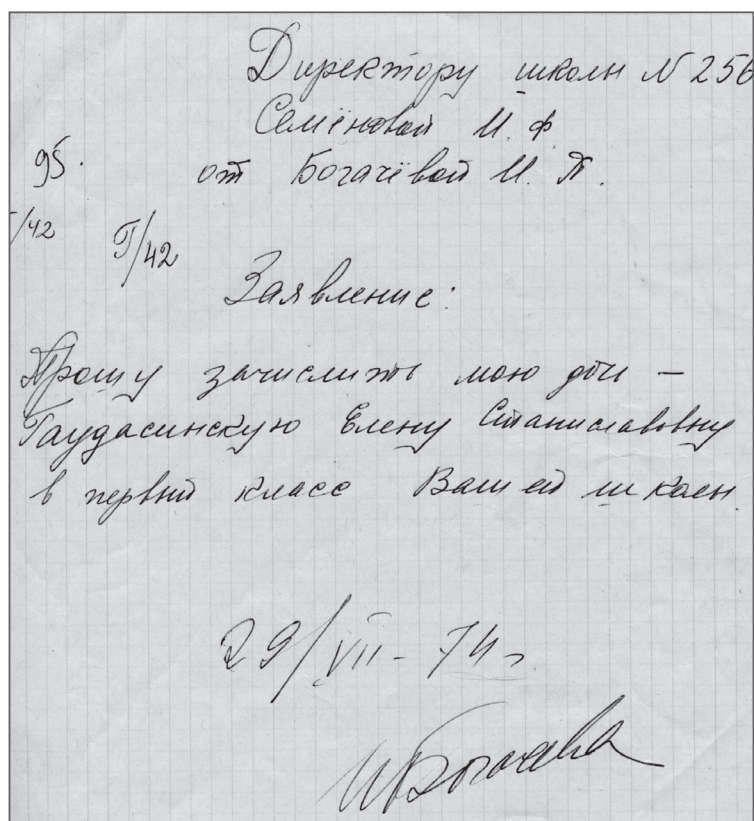 Директору школы N 256
Семёновой И. Ф
95.
от Богачёвой И. П.
/42
Г/42
Заявление:
Прошу зачислить мою дочь –
Гаудасинскую Елену Станиславовну
в первый класс Вашей школы
29/VII - 74 г
ИБогачева